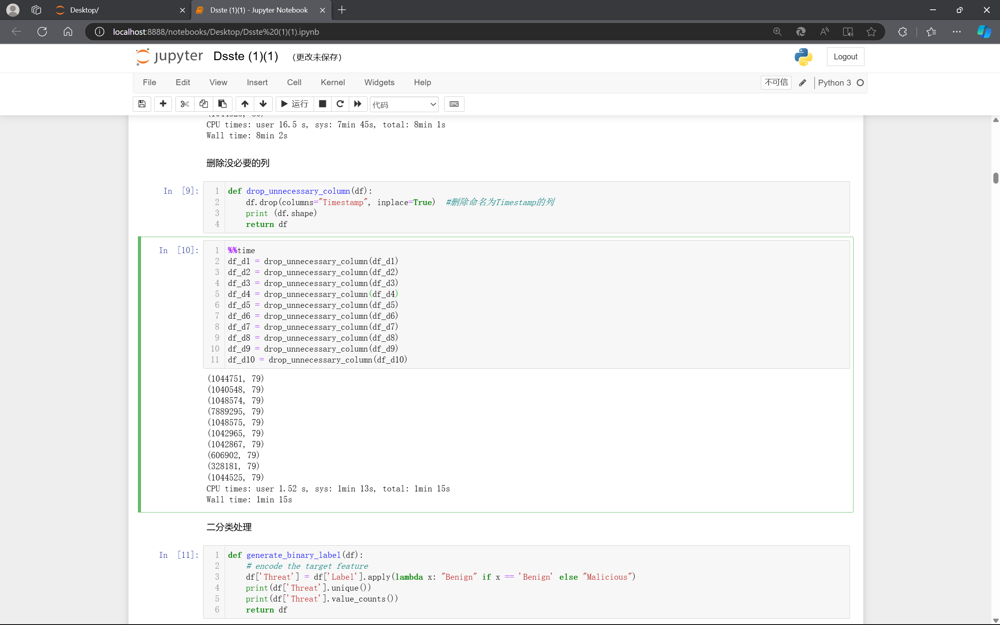 Desktop/
Dsste (1)(1) - Jupyter Notebook
localhost:8888/notebooks/Desktop/Dsste%20(1)(1).ipynb
jupyter Dsste (1)(1) (更改未保存)
Logout
File Edit View Insert Cell Kernel Widgets Help
不可信 Python 3
运行 代码
CPU times: user 16.5 s, sys: 7min 45s, total: 8min 1s
Wall time: 8min 2s
删除没必要的列
In [9]:
1 def drop_unnecessary_column(df):
2 df.drop(columns="Timestamp", inplace=True) #删除命名为Timestamp的列
3 print (df.shape)
4 return df
In [10]:
1 %%time
2 df_d1 = drop_unnecessary_column(df_d1)
3 df_d2 = drop_unnecessary_column(df_d2)
4 df_d3 = drop_unnecessary_column(df_d3)
5 df_d4 = drop_unnecessary_column(df_d4)
6 df_d5 = drop_unnecessary_column(df_d5)
7 df_d6 = drop_unnecessary_column(df_d6)
8 df_d7 = drop_unnecessary_column(df_d7)
9 df_d8 = drop_unnecessary_column(df_d8)
10 df_d9 = drop_unnecessary_column(df_d9)
11 df_d10 = drop_unnecessary_column(df_d10)
(1044751, 79)
(1040548, 79)
(1048574, 79)
(7889295, 79)
(1048575, 79)
(1042965, 79)
(1042867, 79)
(606902, 79)
(328181, 79)
(1044525, 79)
CPU times: user 1.52 s, sys: 1min 13s, total: 1min 15s
Wall time: 1min 15s
二分类处理
In [11]:
1 def generate_binary_label(df):
2 # encode the target feature
3 df['Threat'] = df['Label'].apply(lambda x: "Benign" if x == 'Benign' else "Malicious")
4 print(df['Threat'].unique())
5 print(df['Threat'].value_counts())
6 return df